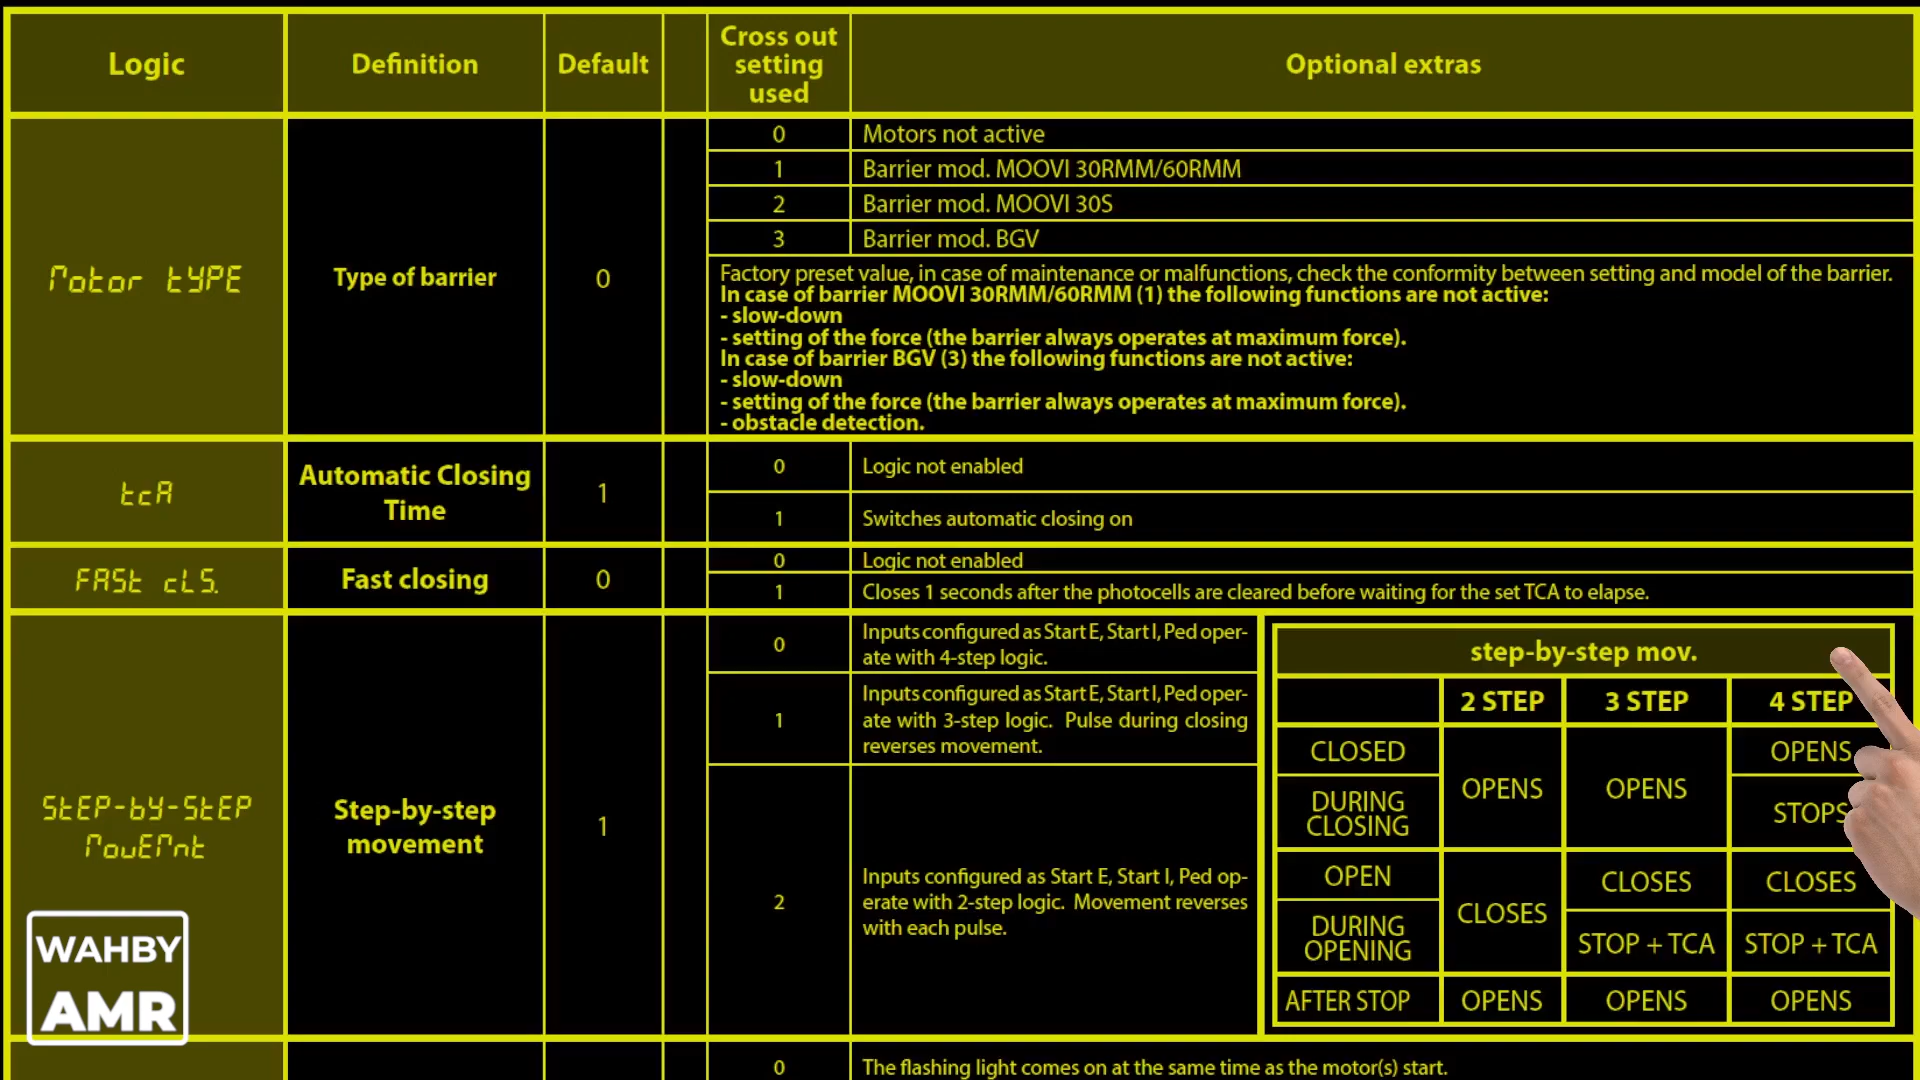 Logic
Definition
Default
Cross out
setting
used
Optional extras
Motor tYPE
Type of barrier
0
0
Motors not active
1
Barrier mod. MOOVI 30RMM/60RMM
2
Barrier mod. MOOVI 30S
3
Barrier mod. BGV
Factory preset value, in case of maintenance or malfunctions, check the conformity between setting and model of the barrier.
In case of barrier MOOVI 30RMM/60RMM (1) the following functions are not active:
- slow-down
- setting of the force (the barrier always operates at maximum force).
In case of barrier BGV (3) the following functions are not active:
- slow-down
- setting of the force (the barrier always operates at maximum force).
- obstacle detection.
tcA
Automatic Closing
Time
1
0
Logic not enabled
1
Switches automatic closing on
FASt cLS.
Fast closing
0
0
Logic not enabled
1
Closes 1 seconds after the photocells are cleared before waiting for the set TCA to elapse.
StEP-bY-StEP
MovEMnt
Step-by-step
movement
1
0
Inputs configured as Start E, Start I, Ped oper-
ate with 4-step logic.
1
Inputs configured as Start E, Start I, Ped oper-
ate with 3-step logic. Pulse during closing
reverses movement.
2
Inputs configured as Start E, Start I, Ped op-
erate with 2-step logic. Movement reverses
with each pulse.
step-by-step mov.
2 STEP
3 STEP
4 STEP
CLOSED
OPENS
OPENS
OPENS
DURING
CLOSING
STOPS
OPEN
CLOSES
CLOSES
CLOSES
DURING
OPENING
STOP + TCA
STOP + TCA
AFTER STOP
OPENS
OPENS
OPENS
0
The flashing light comes on at the same time as the motor(s) start.
WAHBY
AMR